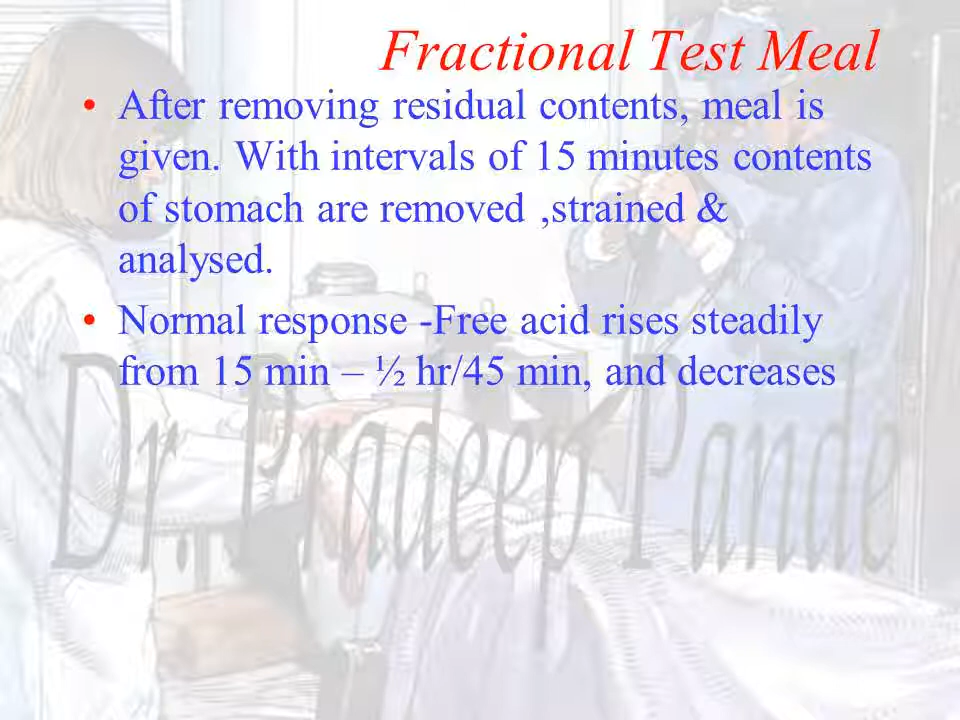 Fractional Test Meal
• After removing residual contents, meal is
given. With intervals of 15 minutes contents
of stomach are removed ,strained &
analysed.
• Normal response -Free acid rises steadily
from 15 min – ½ hr/45 min, and decreases
Dr. Pradeep Pande